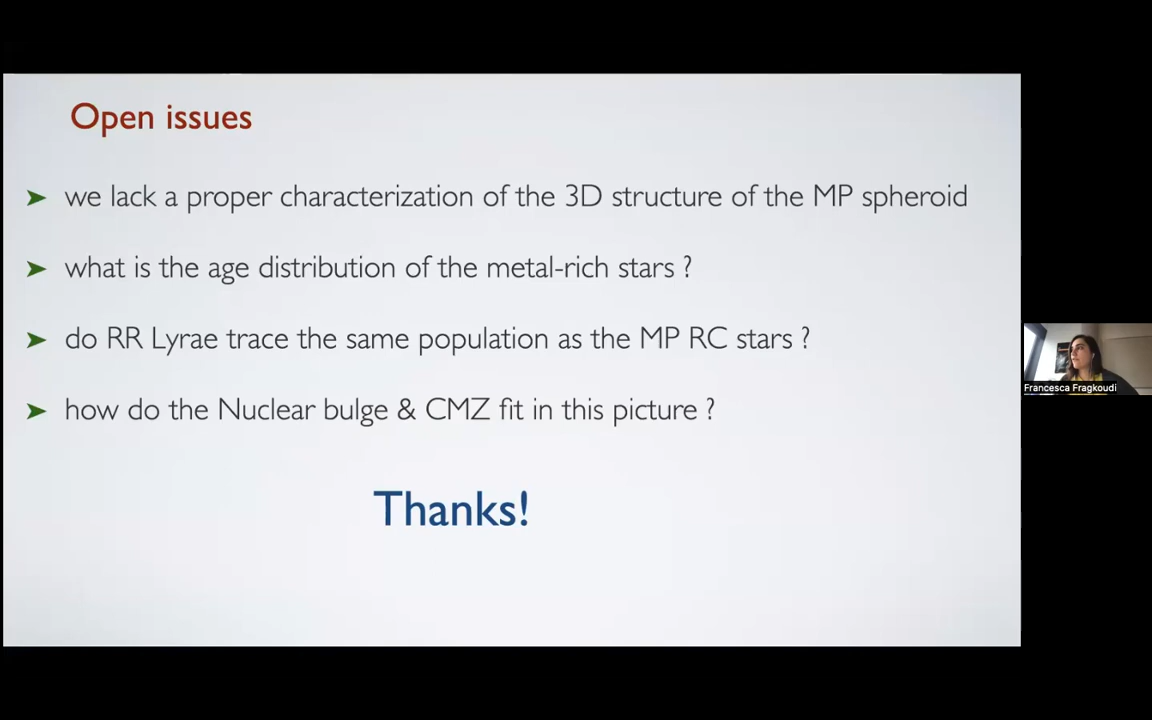 Open issues
➤ we lack a proper characterization of the 3D structure of the MP spheroid
➤ what is the age distribution of the metal-rich stars ?
➤ do RR Lyrae trace the same population as the MP RC stars ?
➤ how do the Nuclear bulge & CMZ fit in this picture ?
Thanks!
Francesca Fragkoudi